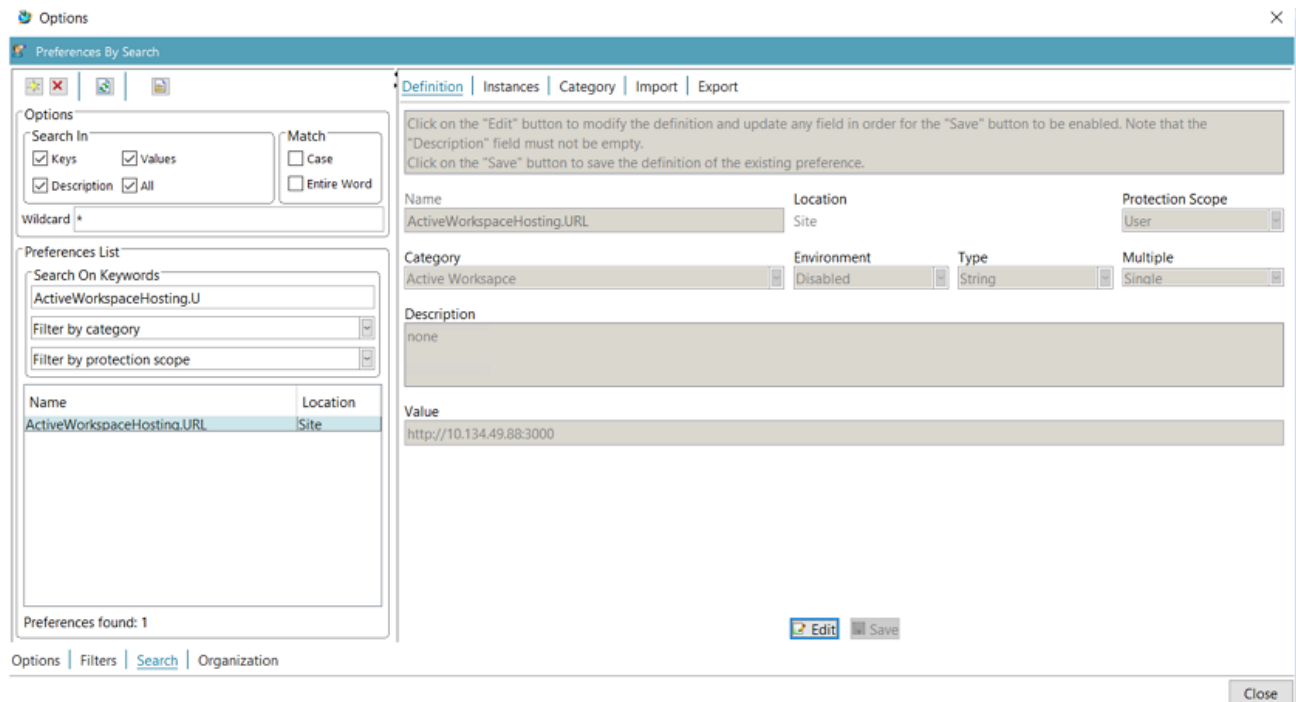 Options
Preferences By Search
Options
Search In
Keys
Values
Description
All
Match
Case
Entire Word
Wildcard *
Preferences List
Search On Keywords
ActiveWorkspaceHosting.U
Filter by category
Filter by protection scope
Name Location
ActiveWorkspaceHosting.URL Site
Preferences found: 1
Definition Instances Category Import Export
Click on the "Edit" button to modify the definition and update any field in order for the "Save" button to be enabled. Note that the
"Description" field must not be empty.
Click on the "Save" button to save the definition of the existing preference.
Name Location Protection Scope
ActiveWorkspaceHosting.URL Site User
Category Environment Type Multiple
Active Worksapce Disabled String Single
Description
none
Value
http://10.134.49.88:3000
Edit Save
Options Filters Search Organization
Close